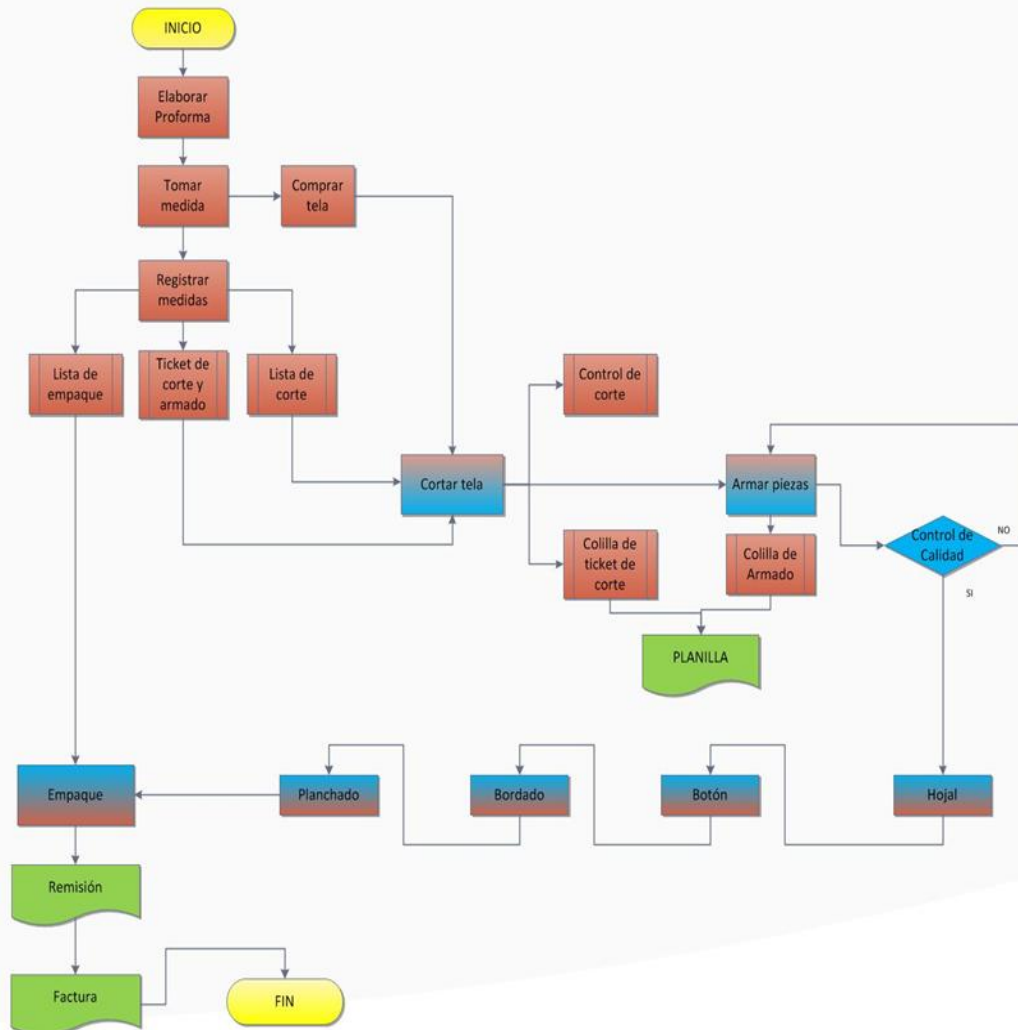 INICIO
Elaborar
Proforma
Tomar
medida
Comprar
tela
Registrar
medidas
Lista de
empaque
Ticket de
corte y
armado
Lista de
corte
Control de
corte
Cortar tela
Armar piezas
Control de
Calidad
NO
SI
Colilla de
ticket de
corte
Colilla de
Armado
PLANILLA
Empaque
Planchado
Bordado
Botón
Hojal
Remisión
Factura
FIN